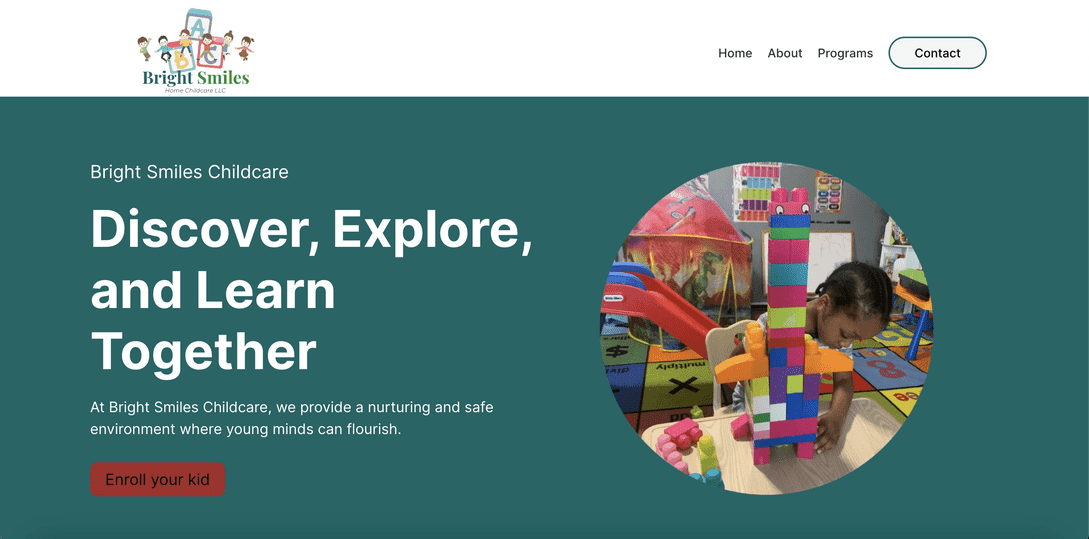 A
B
C
Bright Smiles
Home Childcare LLC
Home
About
Programs
Contact
Bright Smiles Childcare
Discover, Explore,
and Learn
Together
At Bright Smiles Childcare, we provide a nurturing and safe
environment where young minds can flourish.
Enroll your kid
multiply